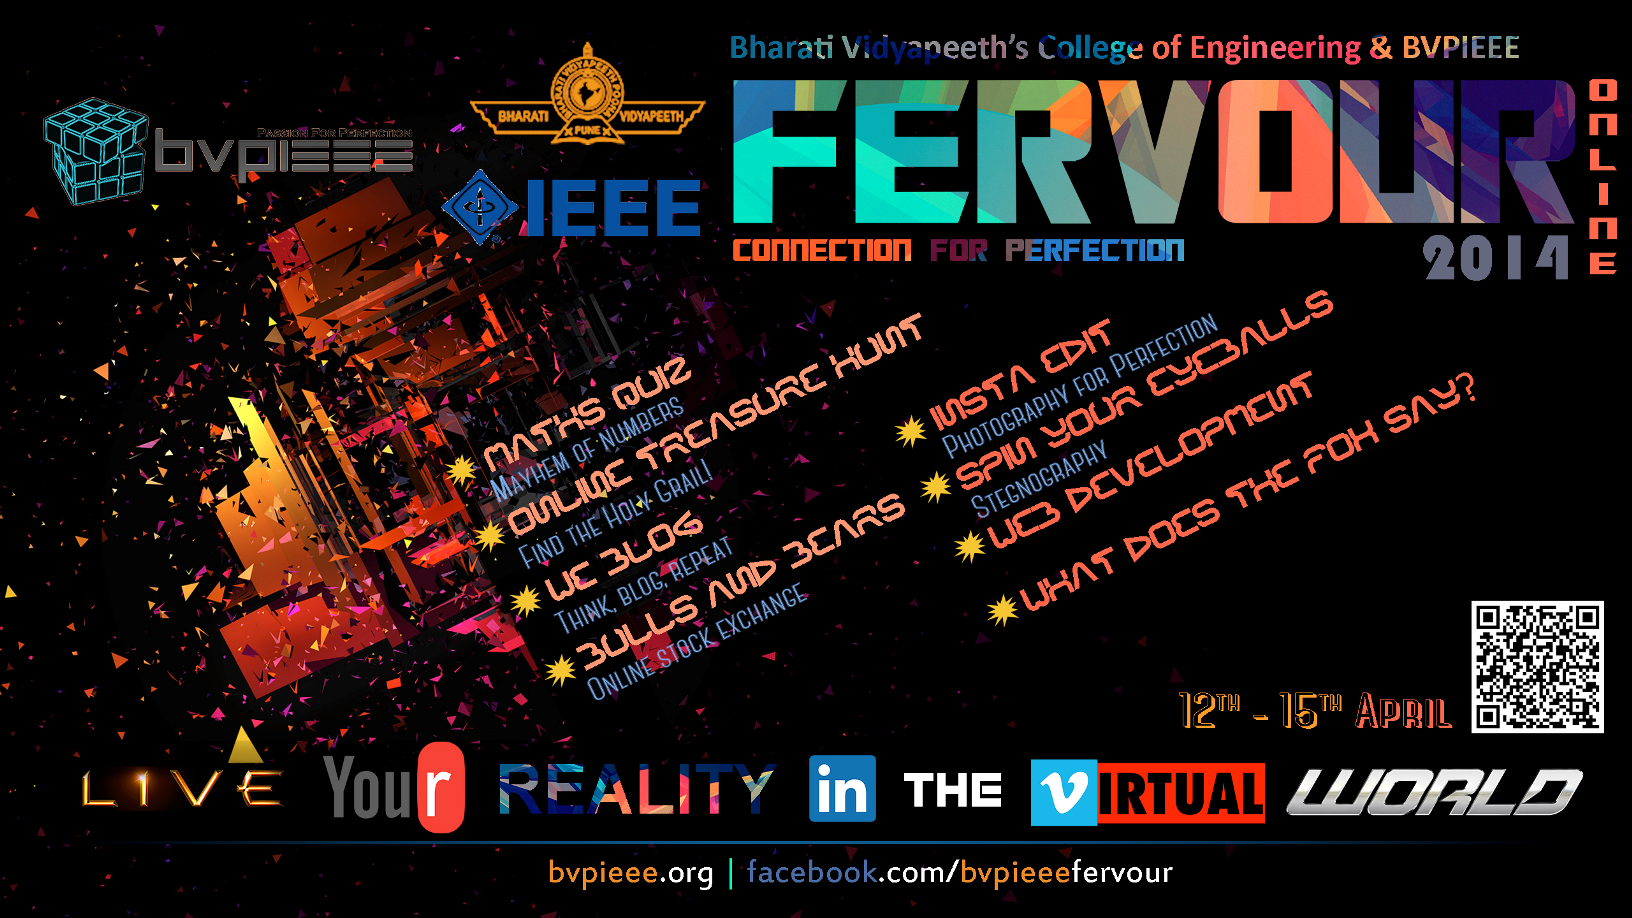 Bharati Vidyapeeth's College of Engineering & BVPIEEE
FERVOUR
ONLINE
2014
CONNECTION FOR PERFECTION
BHARATI VIDYAPEETH
PUNE
PASSION FOR PERFECTION
bvpieee
IEEE
MATHS QUIZ
MAYHEM OF NUMBERS
ONLINE TREASURE HUNT
FIND THE HOLY GRAIL!
WE BLOG
THINK, BLOG, REPEAT
BULLS AND BEARS
ONLINE STOCK EXCHANGE
INSTA EDIT
PHOTOGRAPHY FOR PERFECTION
SPIN YOUR EYEBALLS
STEGNOGRAPHY
WEB DEVELOPMENT
WHAT DOES THE FOX SAY?
12TH - 15TH APRIL
L1VE Your REALITY in THE VIRTUAL WORLD
bvpieee.org | facebook.com/bvpieeefervour